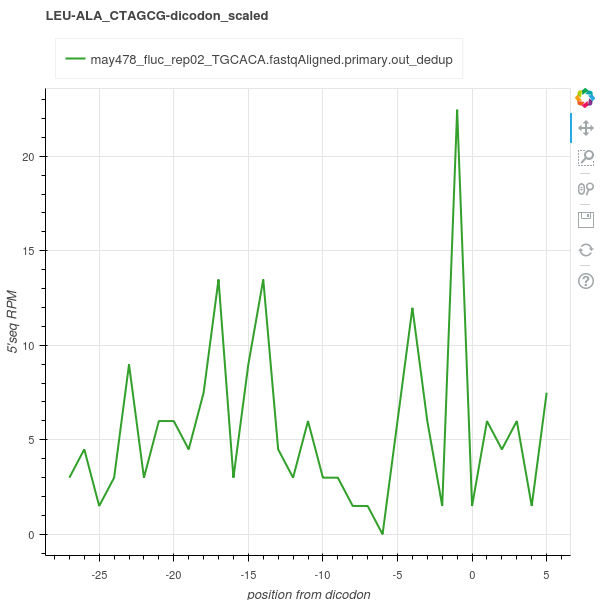 LEU-ALA_CTAGCG-dicodon_scaled
may478_fluc_rep02_TGCACA.fastqAligned.primary.out_dedup
20
15
10
5
0
5'seq RPM
-25 -20 -15 -10 -5 0 5
position from dicodon